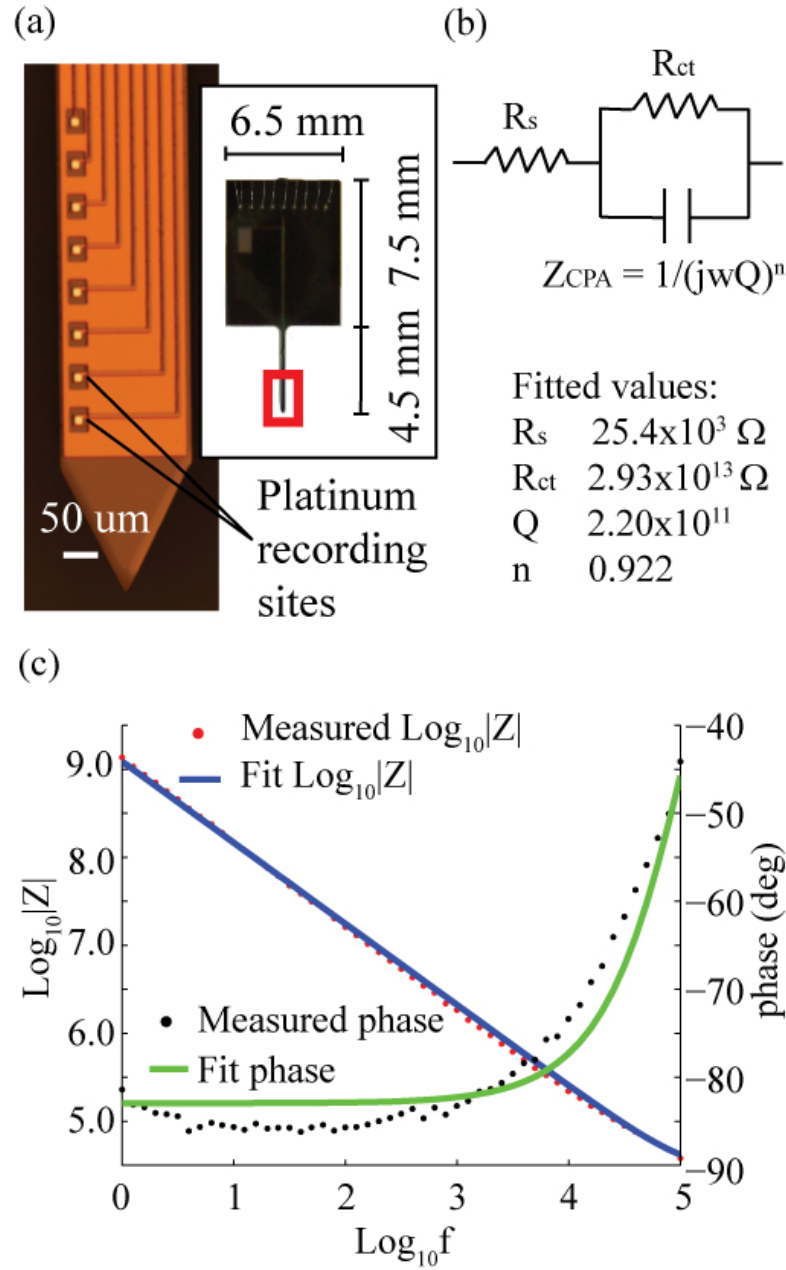 (a)
6.5 mm
7.5 mm
4.5 mm
50 um
Platinum
recording
sites
(b)
Rct
Rs
ZCPA = 1/(jwQ)ⁿ
Fitted values:
Rs 25.4x10³ Ω
Rct 2.93x10¹³ Ω
Q 2.20x10¹¹
n 0.922
(c)
Measured Log₁₀|Z|
Fit Log₁₀|Z|
Measured phase
Fit phase
Log₁₀|Z|
9.0
8.0
7.0
6.0
5.0
phase (deg)
−40
−50
−60
−70
−80
−90
0 1 2 3 4 5
Log₁₀f